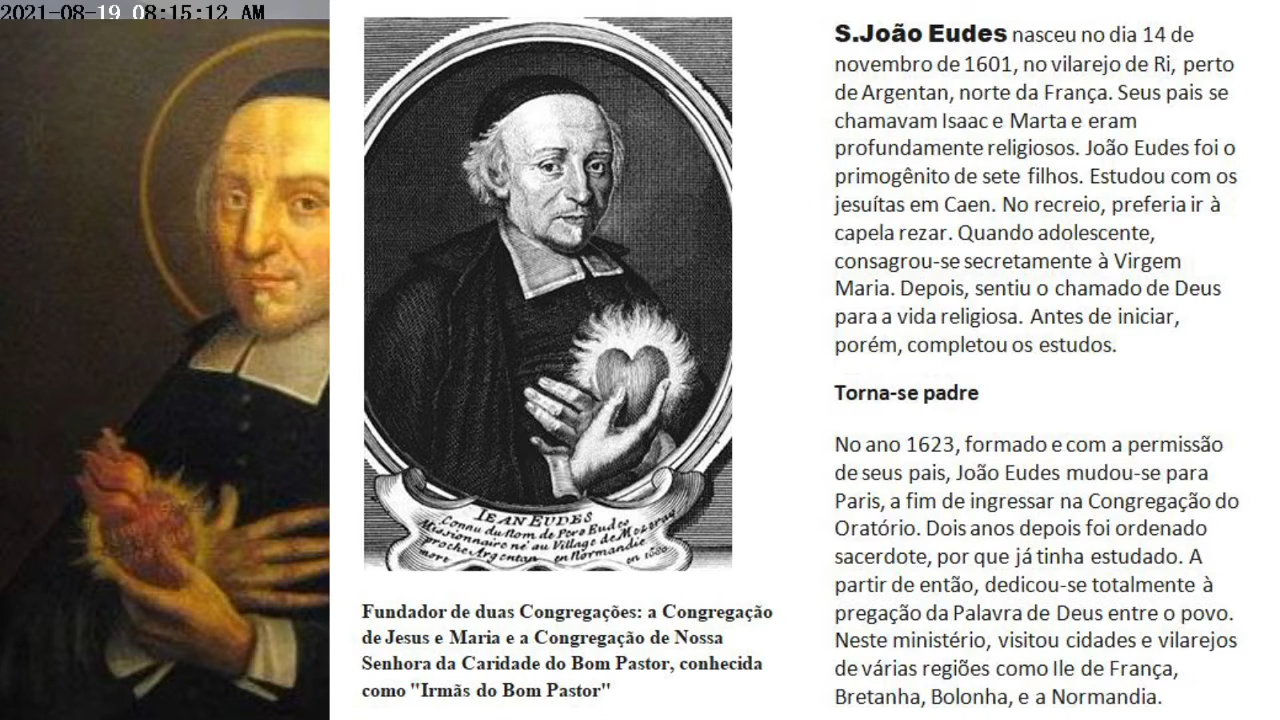 2021-08-19 08:15:12 AM
JEAN EUDES
Connu du Nom de Pere Eudes
Missionnaire né au Village de Mezeray
proche Argentan en Normandie
mort en 1680
Fundador de duas Congregações: a Congregação
de Jesus e Maria e a Congregação de Nossa
Senhora da Caridade do Bom Pastor, conhecida
como "Irmãs do Bom Pastor"
S.João Eudes nasceu no dia 14 de
novembro de 1601, no vilarejo de Ri, perto
de Argentan, norte da França. Seus pais se
chamavam Isaac e Marta e eram
profundamente religiosos. João Eudes foi o
primogênito de sete filhos. Estudou com os
jesuítas em Caen. No recreio, preferia ir à
capela rezar. Quando adolescente,
consagrou-se secretamente à Virgem
Maria. Depois, sentiu o chamado de Deus
para a vida religiosa. Antes de iniciar,
porém, completou os estudos.
Torna-se padre
No ano 1623, formado e com a permissão
de seus pais, João Eudes mudou-se para
Paris, a fim de ingressar na Congregação do
Oratório. Dois anos depois foi ordenado
sacerdote, por que já tinha estudado. A
partir de então, dedicou-se totalmente à
pregação da Palavra de Deus entre o povo.
Neste ministério, visitou cidades e vilarejos
de várias regiões como Ile de França,
Bretanha, Bolonha, e a Normandia.